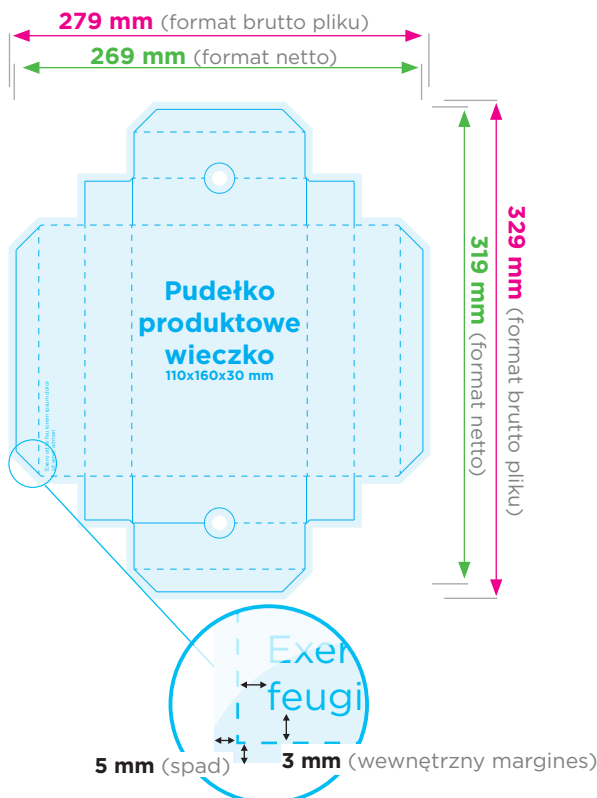 279 mm (format brutto pliku)
269 mm (format netto)
329 mm (format brutto pliku)
319 mm (format netto)
Pudełko
produktowe
wieczko
110x160x30 mm
Exer
feugi
5 mm (spad)
3 mm (wewnętrzny margines)